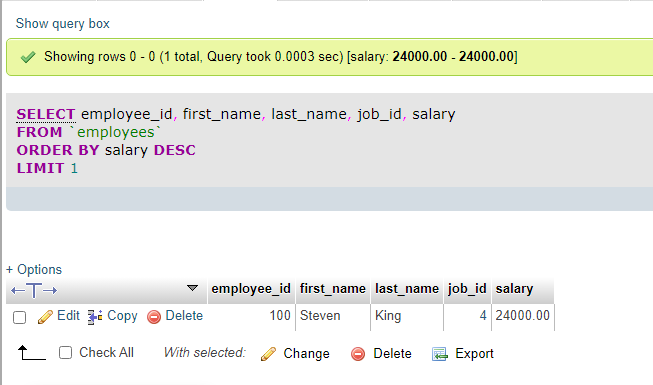 Show query box
Showing rows 0 - 0 (1 total, Query took 0.0003 sec) [salary: 24000.00 - 24000.00]
SELECT employee_id, first_name, last_name, job_id, salary
FROM `employees`
ORDER BY salary DESC
LIMIT 1
+ Options
←T→ ▼ employee_id first_name last_name job_id salary
Edit Copy Delete 100 Steven King 4 24000.00
Check All With selected: Change Delete Export